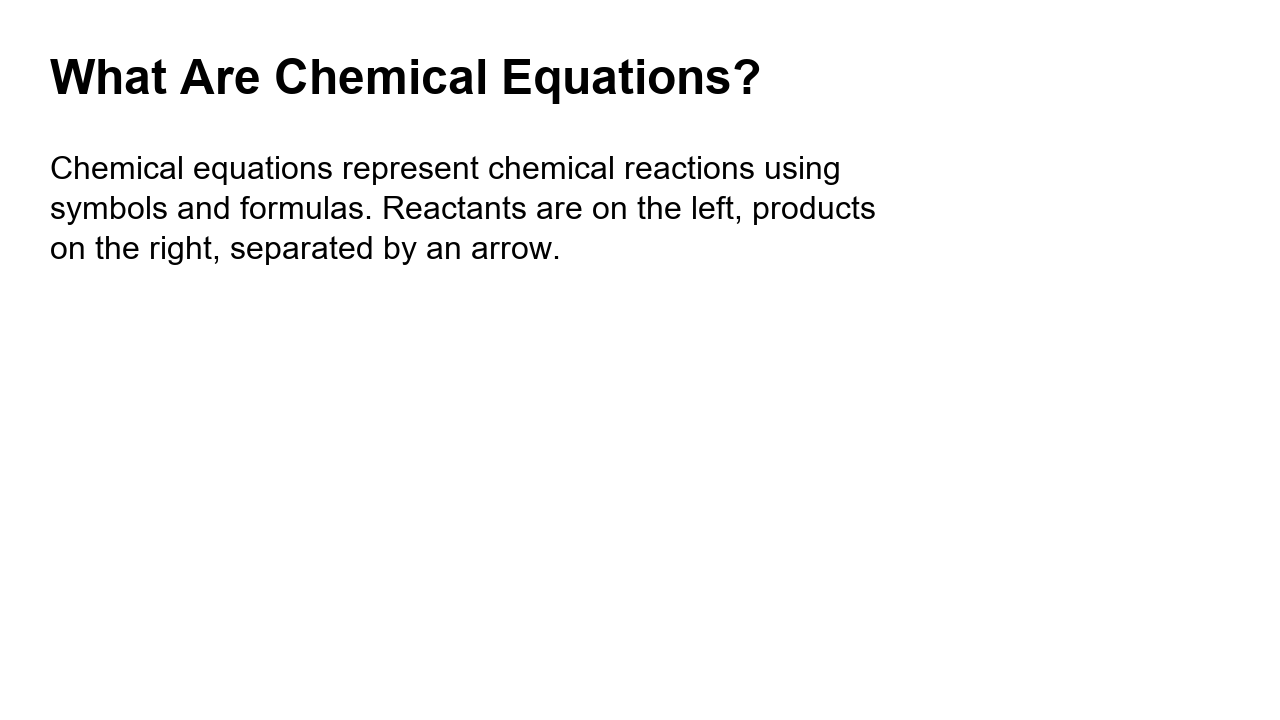 What Are Chemical Equations?
Chemical equations represent chemical reactions using
symbols and formulas. Reactants are on the left, products
on the right, separated by an arrow.